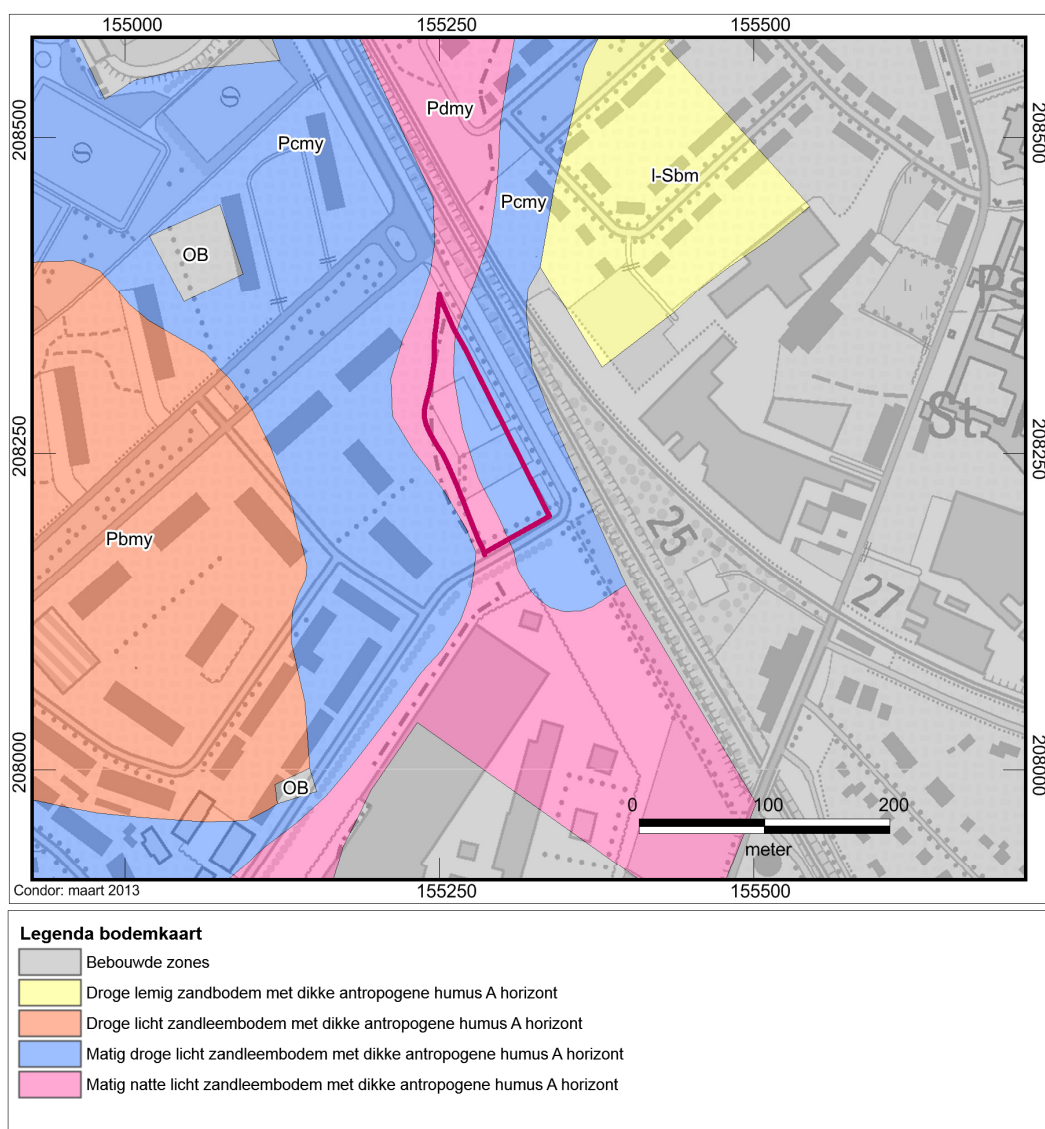 155000 155250 155500
208500 208500
Pdmy
Pcmy
l-Sbm
Pcmy
OB
208250 208250
25
Pbmy
27
208000 208000
OB
0 100 200
meter
155250 155500
Condor: maart 2013
Legenda bodemkaart
Bebouwde zones
Droge lemig zandbodem met dikke antropogene humus A horizont
Droge licht zandleembodem met dikke antropogene humus A horizont
Matig droge licht zandleembodem met dikke antropogene humus A horizont
Matig natte licht zandleembodem met dikke antropogene humus A horizont